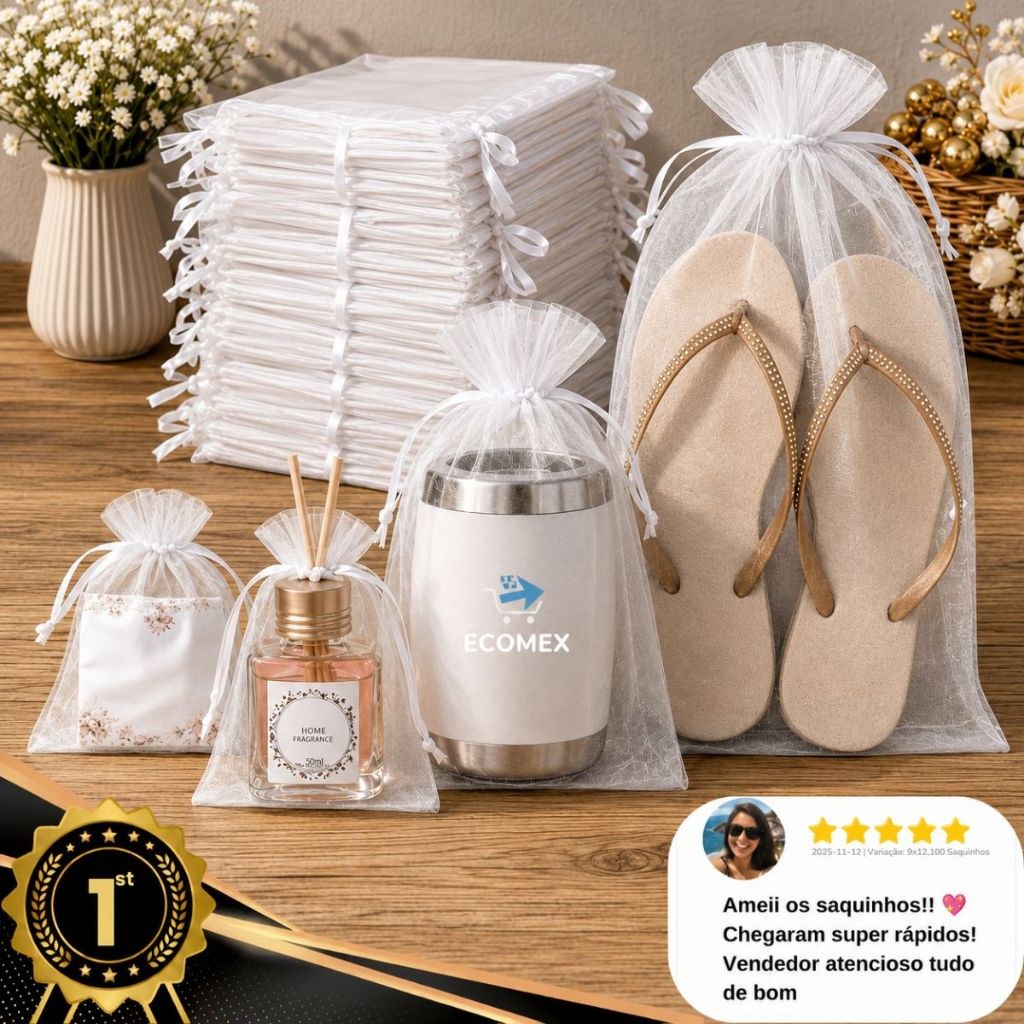 ECOMEX
HOME
FRAGRANCE
50ml
1st
2025-11-12 | Variação: 9x12,100 Saquinhos
Ameii os saquinhos!! 💖
Chegaram super rápidos!
Vendedor atencioso tudo
de bom